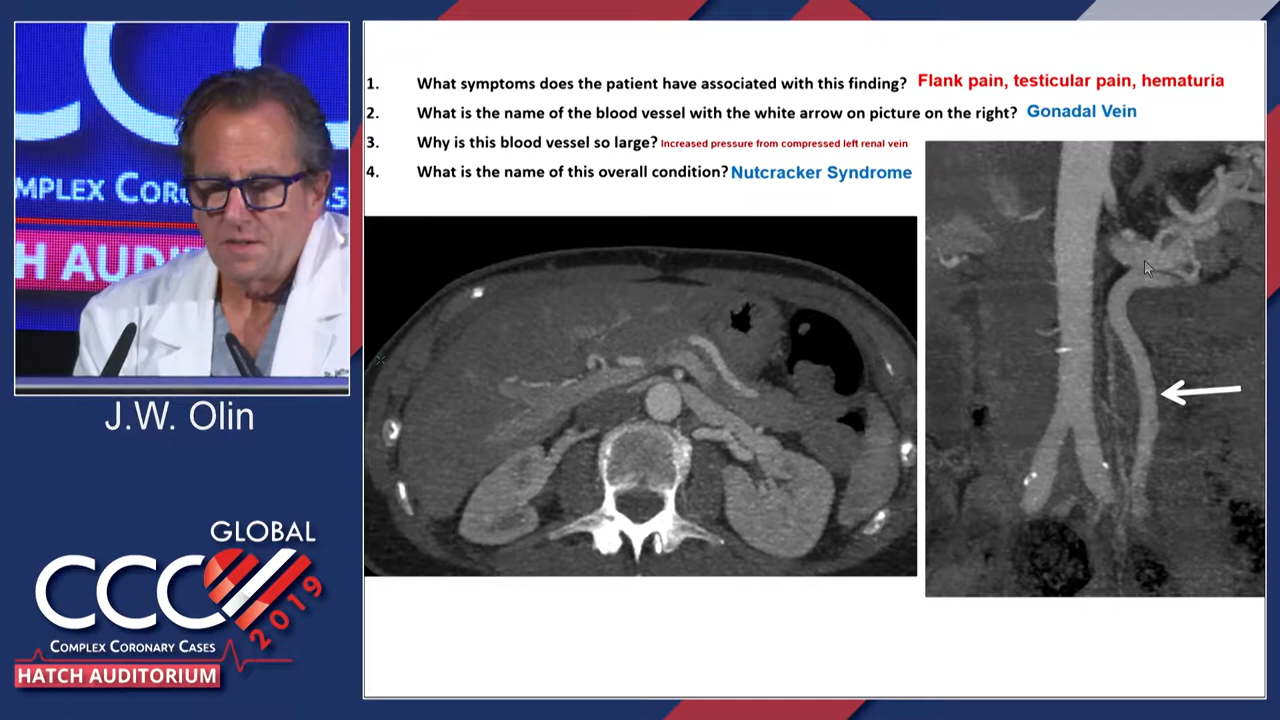 MPLEX COR
H AUDI
J.W. Olin
GLOBAL
CCC
2019
COMPLEX CORONARY CASES
HATCH AUDITORIUM
1. What symptoms does the patient have associated with this finding? Flank pain, testicular pain, hematuria
2. What is the name of the blood vessel with the white arrow on picture on the right? Gonadal Vein
3. Why is this blood vessel so large? Increased pressure from compressed left renal vein
4. What is the name of this overall condition? Nutcracker Syndrome